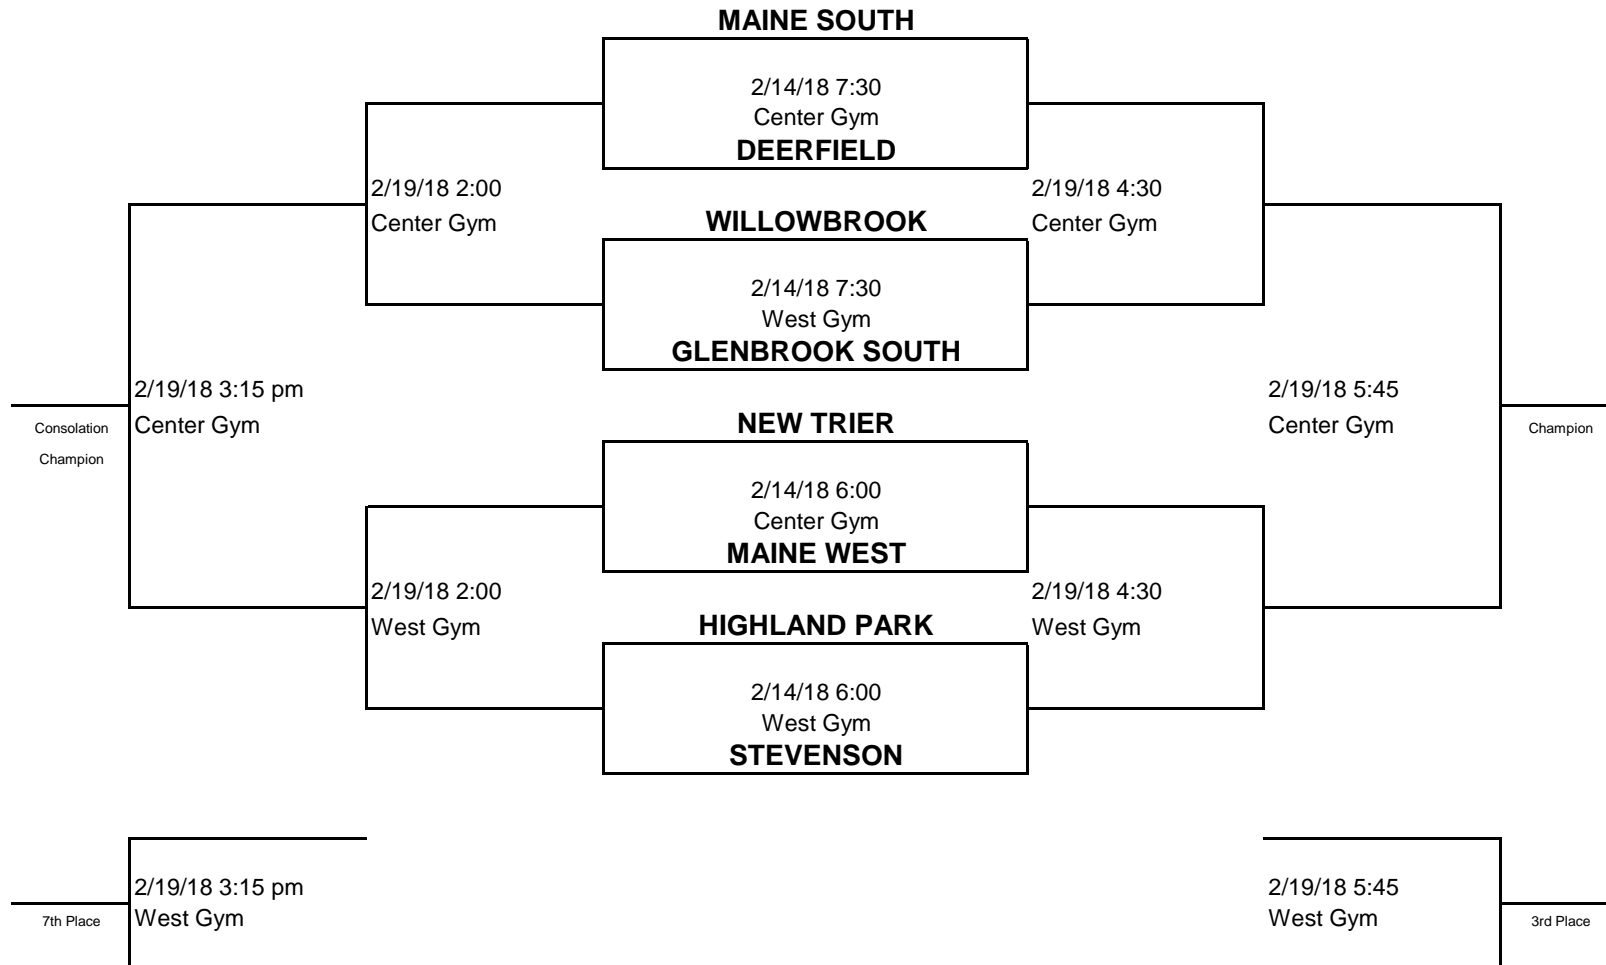 MAINE SOUTH
2/14/18 7:30
Center Gym
DEERFIELD
2/19/18 2:00
Center Gym
2/19/18 4:30
Center Gym
WILLOWBROOK
2/14/18 7:30
West Gym
GLENBROOK SOUTH
2/19/18 3:15 pm
Center Gym
Consolation
Champion
2/19/18 5:45
Center Gym
Champion
NEW TRIER
2/14/18 6:00
Center Gym
MAINE WEST
2/19/18 2:00
West Gym
2/19/18 4:30
West Gym
HIGHLAND PARK
2/14/18 6:00
West Gym
STEVENSON
2/19/18 3:15 pm
West Gym
7th Place
2/19/18 5:45
West Gym
3rd Place